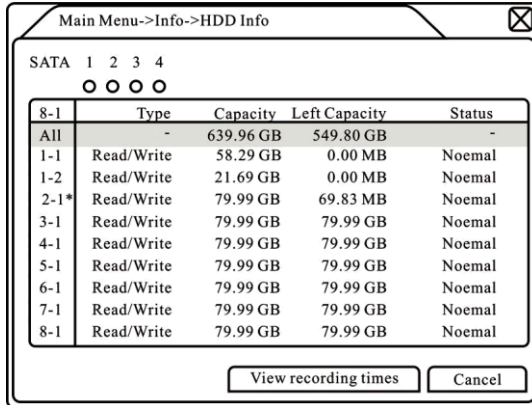 Main Menu->Info->HDD Info
SATA 1 2 3 4
8-1 Type Capacity Left Capacity Status
All - 639.96 GB 549.80 GB -
1-1 Read/Write 58.29 GB 0.00 MB Noemal
1-2 Read/Write 21.69 GB 0.00 MB Noemal
2-1* Read/Write 79.99 GB 69.83 MB Noemal
3-1 Read/Write 79.99 GB 79.99 GB Noemal
4-1 Read/Write 79.99 GB 79.99 GB Noemal
5-1 Read/Write 79.99 GB 79.99 GB Noemal
6-1 Read/Write 79.99 GB 79.99 GB Noemal
7-1 Read/Write 79.99 GB 79.99 GB Noemal
8-1 Read/Write 79.99 GB 79.99 GB Noemal
View recording times Cancel